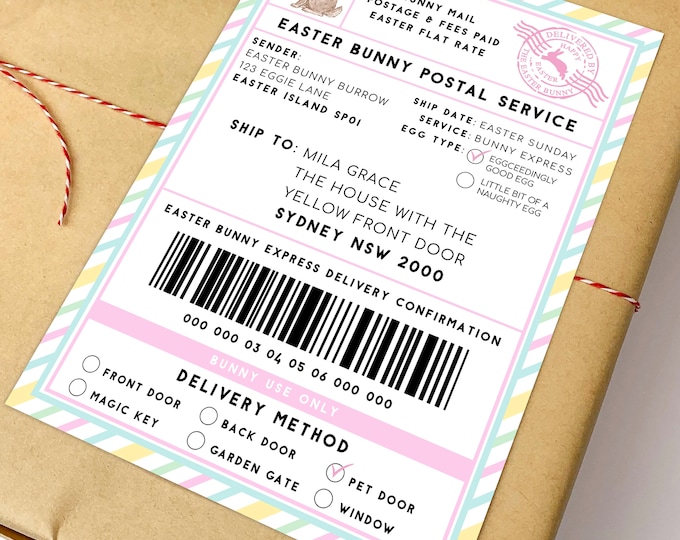 BUNNY MAIL
POSTAGE & FEES PAID
EASTER FLAT RATE
DELIVERED BY
THE EASTER BUNNY
HAPPY
EASTER
EASTER BUNNY POSTAL SERVICE
SENDER:
EASTER BUNNY BURROW
123 EGGIE LANE
EASTER ISLAND SP01
SHIP DATE: EASTER SUNDAY
SERVICE: BUNNY EXPRESS
EGG TYPE:
EGGCEEDINGLY
GOOD EGG
LITTLE BIT OF A
NAUGHTY EGG
SHIP TO: MILA GRACE
THE HOUSE WITH THE
YELLOW FRONT DOOR
SYDNEY NSW 2000
EASTER BUNNY EXPRESS DELIVERY CONFIRMATION
000 000 03 04 05 06 000 000
BUNNY USE ONLY
DELIVERY METHOD
FRONT DOOR
BACK DOOR
PET DOOR
MAGIC KEY
GARDEN GATE
WINDOW